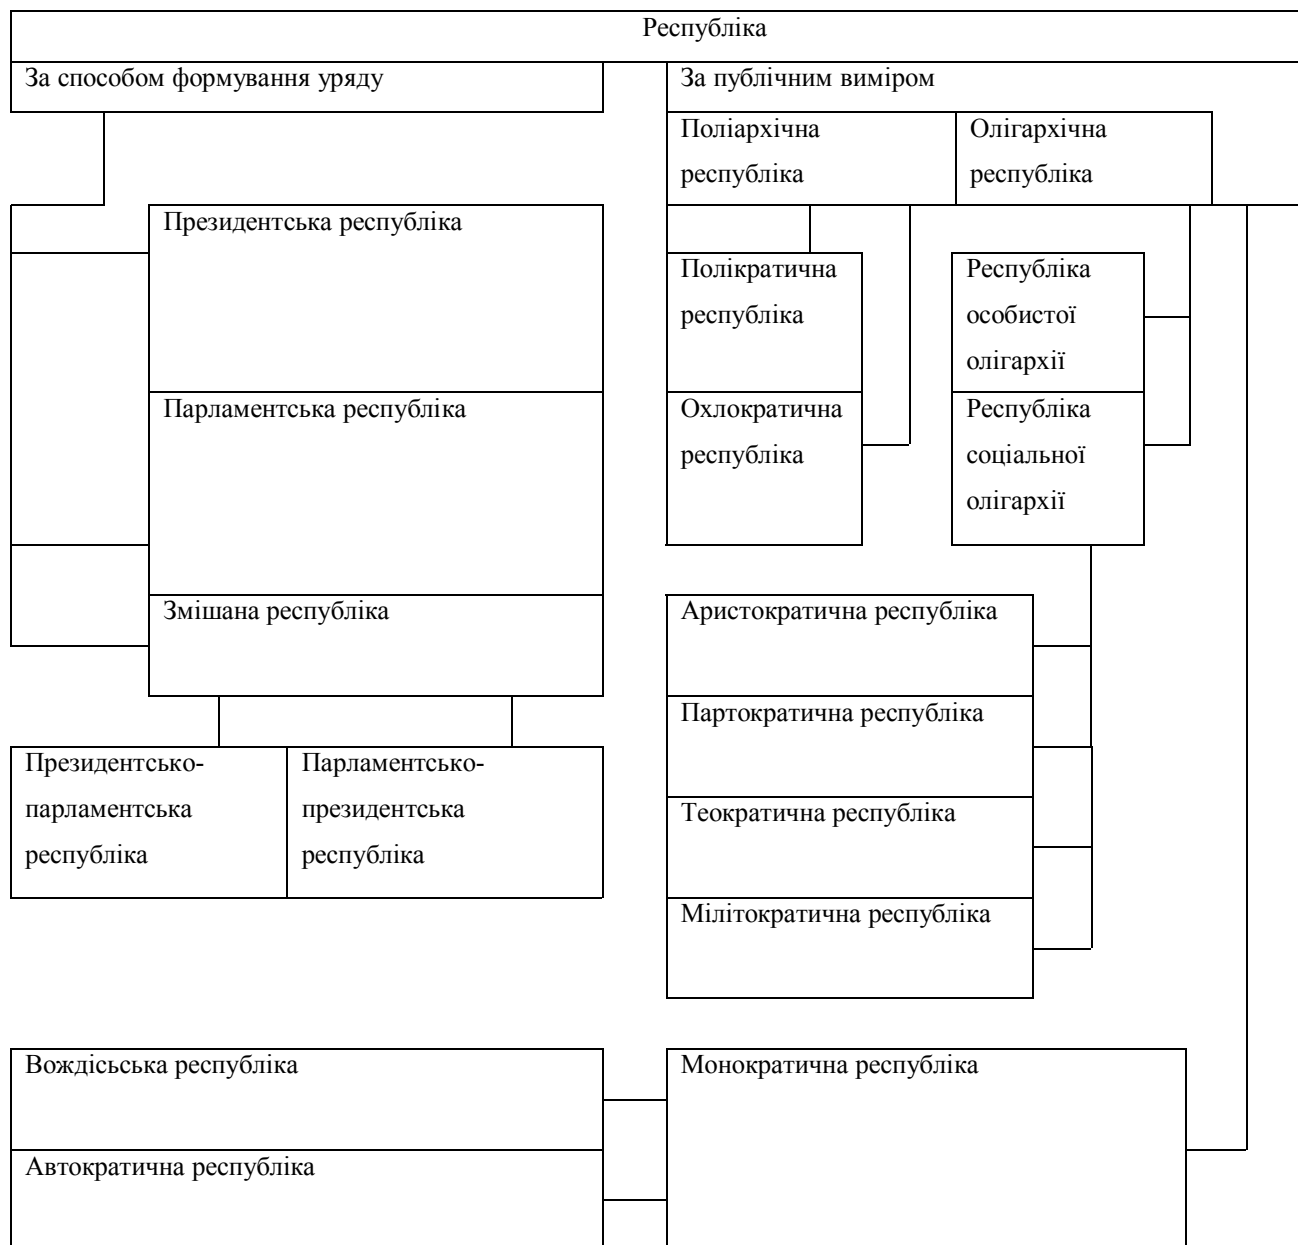 Республіка
За способом формування уряду
За публічним виміром
Поліархічна
республіка
Олігархічна
республіка
Президентська республіка
Полікратична
республіка
Республіка
особистої
олігархії
Парламентська республіка
Охлократична
республіка
Республіка
соціальної
олігархії
Змішана республіка
Аристократична республіка
Партократична республіка
Президентсько-
парламентська
республіка
Парламентсько-
президентська
республіка
Теократична республіка
Мілітократична республіка
Вождісьська республіка
Монократична республіка
Автократична республіка